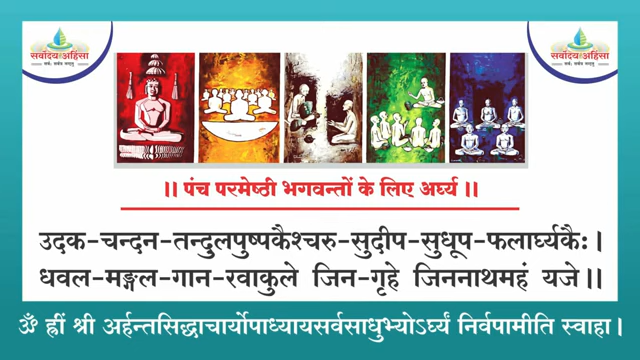 सर्वोदय अहिंसा
सर्वोदय अहिंसा
|| पंच परमेष्ठी भगवन्तों के लिए अर्घ्य ||
उदक-चन्दन-तन्दुलपुष्पकैश्चरु-सुदीप-सुधूप-फलार्घ्यकैः।
धवल-मङ्गल-गान-रवाकुले जिन-गृहे जिननाथमहं यजे।।
ॐ ह्रीं श्री अर्हन्तसिद्धाचार्योपाध्यायसर्वसाधुभ्योऽर्घ्यं निर्वपामीति स्वाहा।